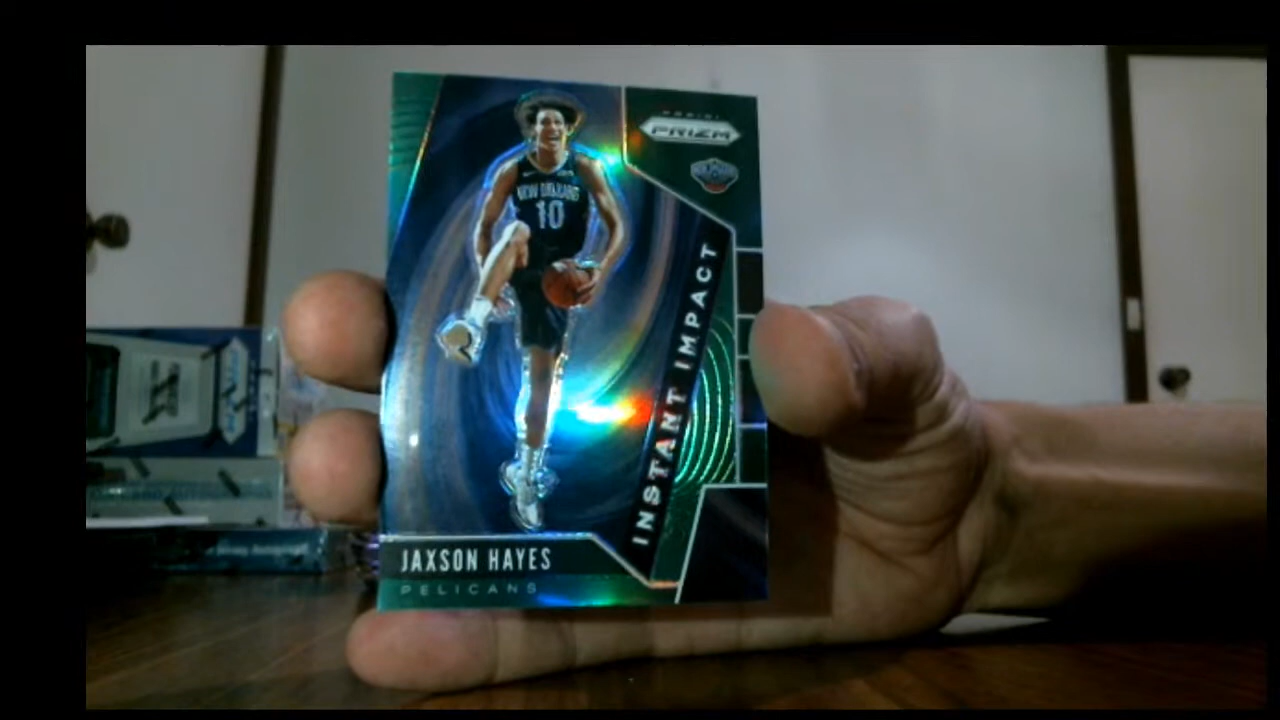 PANINI
PRIZM
NEW ORLEANS
10
INSTANT IMPACT
JAXSON HAYES
PELICANS